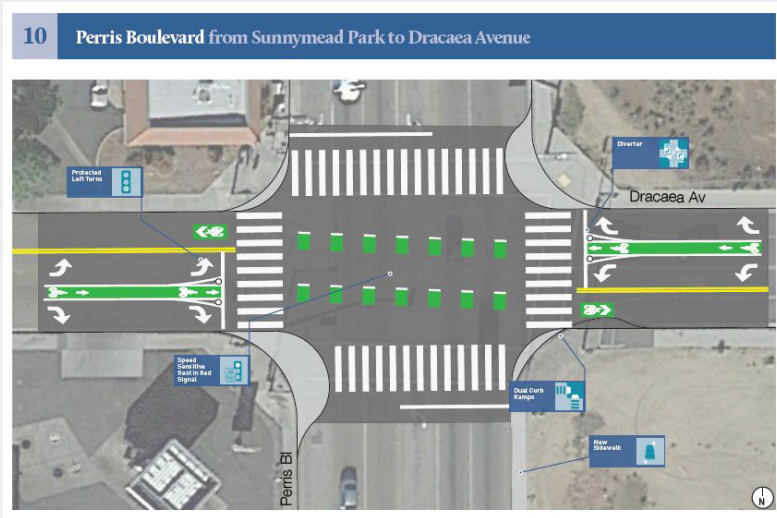 10
Perris Boulevard from Sunnymead Park to Dracaea Avenue
Diverter
Protected
Left Turns
Dracaea Av
Speed
Sensitive
Rest in Red
Signal
Dual Curb
Ramps
New
Sidewalk
Perris Bl
N